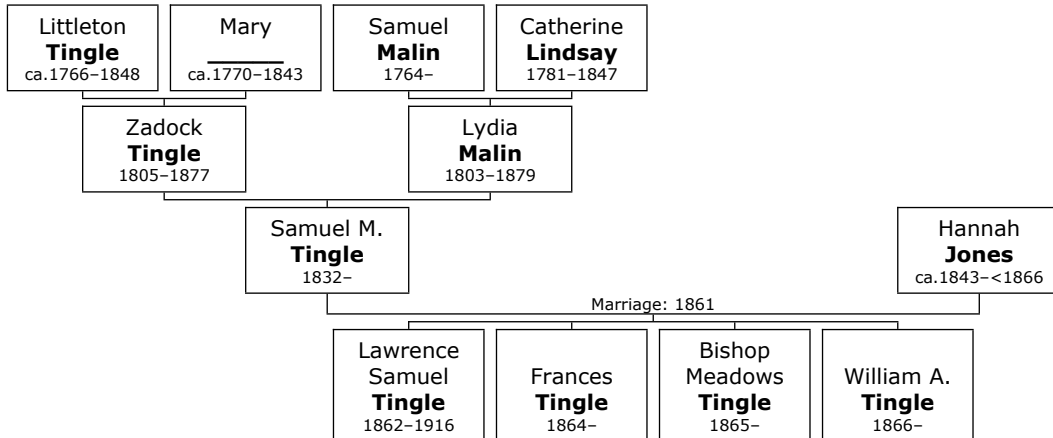 Littleton
Tingle
ca.1766–1848
Mary
ca.1770–1843
Samuel
Malin
1764–
Catherine
Lindsay
1781–1847
Zadock
Tingle
1805–1877
Lydia
Malin
1803–1879
Samuel M.
Tingle
1832–
Hannah
Jones
ca.1843–<1866
Marriage: 1861
Lawrence
Samuel
Tingle
1862–1916
Frances
Tingle
1864–
Bishop
Meadows
Tingle
1865–
William A.
Tingle
1866–